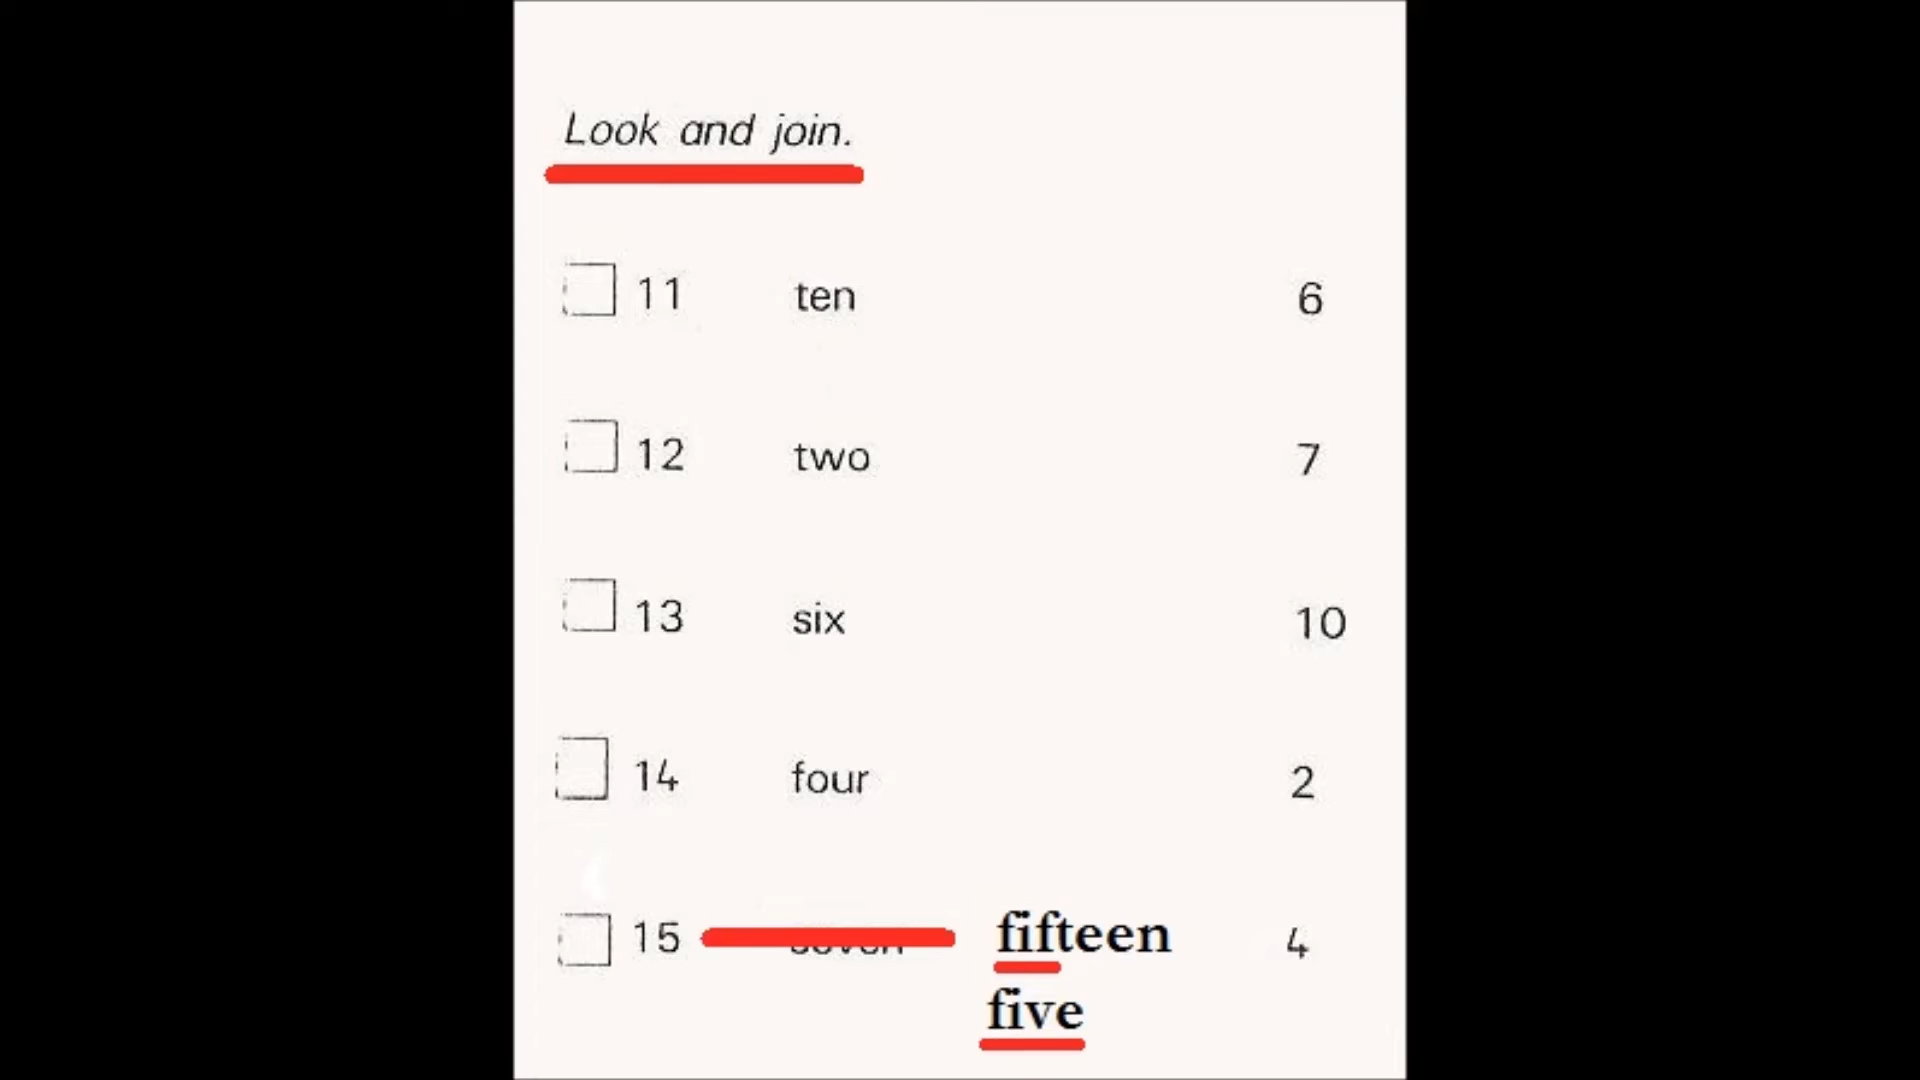 Look and join.
11 ten 6
12 two 7
13 six 10
14 four 2
15 seven fifteen 4
five